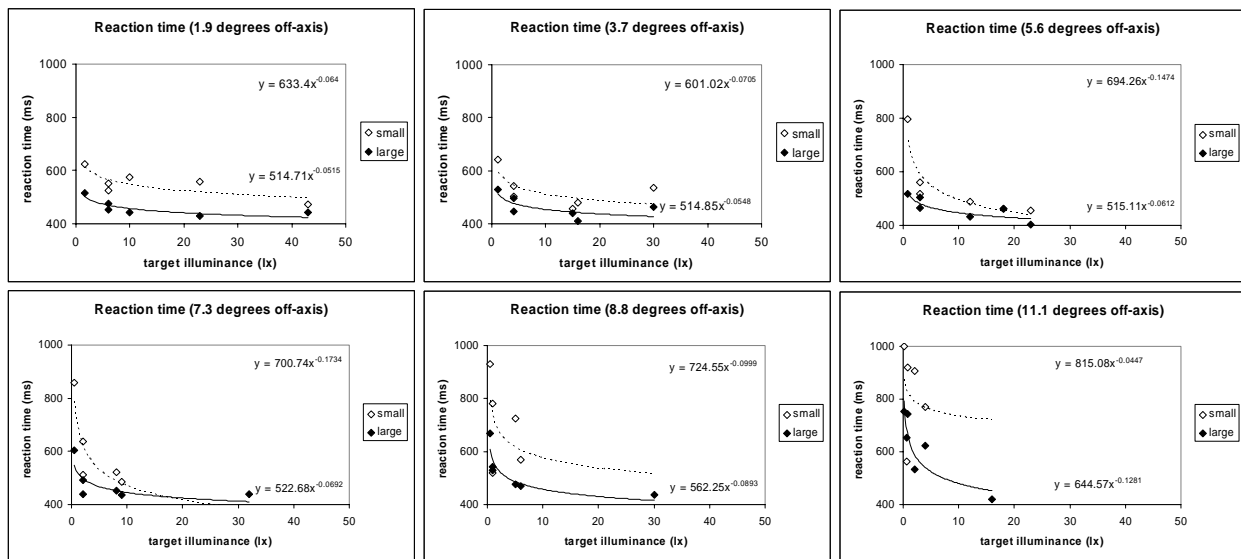 Reaction time (1.9 degrees off-axis)
1000
800
600
400
reaction time (ms)
y = 633.4x^-0.064
y = 514.71x^-0.0515
small
large
0 10 20 30 40 50
target illuminance (lx)
Reaction time (3.7 degrees off-axis)
1000
800
600
400
reaction time (ms)
y = 601.02x^-0.0705
y = 514.85x^-0.0548
small
large
0 10 20 30 40 50
target illuminance (lx)
Reaction time (5.6 degrees off-axis)
1000
800
600
400
reaction time (ms)
y = 694.26x^-0.1474
y = 515.11x^-0.0612
small
large
0 10 20 30 40 50
target illuminance (lx)
Reaction time (7.3 degrees off-axis)
1000
800
600
400
reaction time (ms)
y = 700.74x^-0.1734
y = 522.68x^-0.0692
small
large
0 10 20 30 40 50
target illuminance (lx)
Reaction time (8.8 degrees off-axis)
1000
800
600
400
reaction time (ms)
y = 724.55x^-0.0999
y = 562.25x^-0.0893
small
large
0 10 20 30 40 50
target illuminance (lx)
Reaction time (11.1 degrees off-axis)
1000
800
600
400
reaction time (ms)
y = 815.08x^-0.0447
y = 644.57x^-0.1281
small
large
0 10 20 30 40 50
target illuminance (lx)